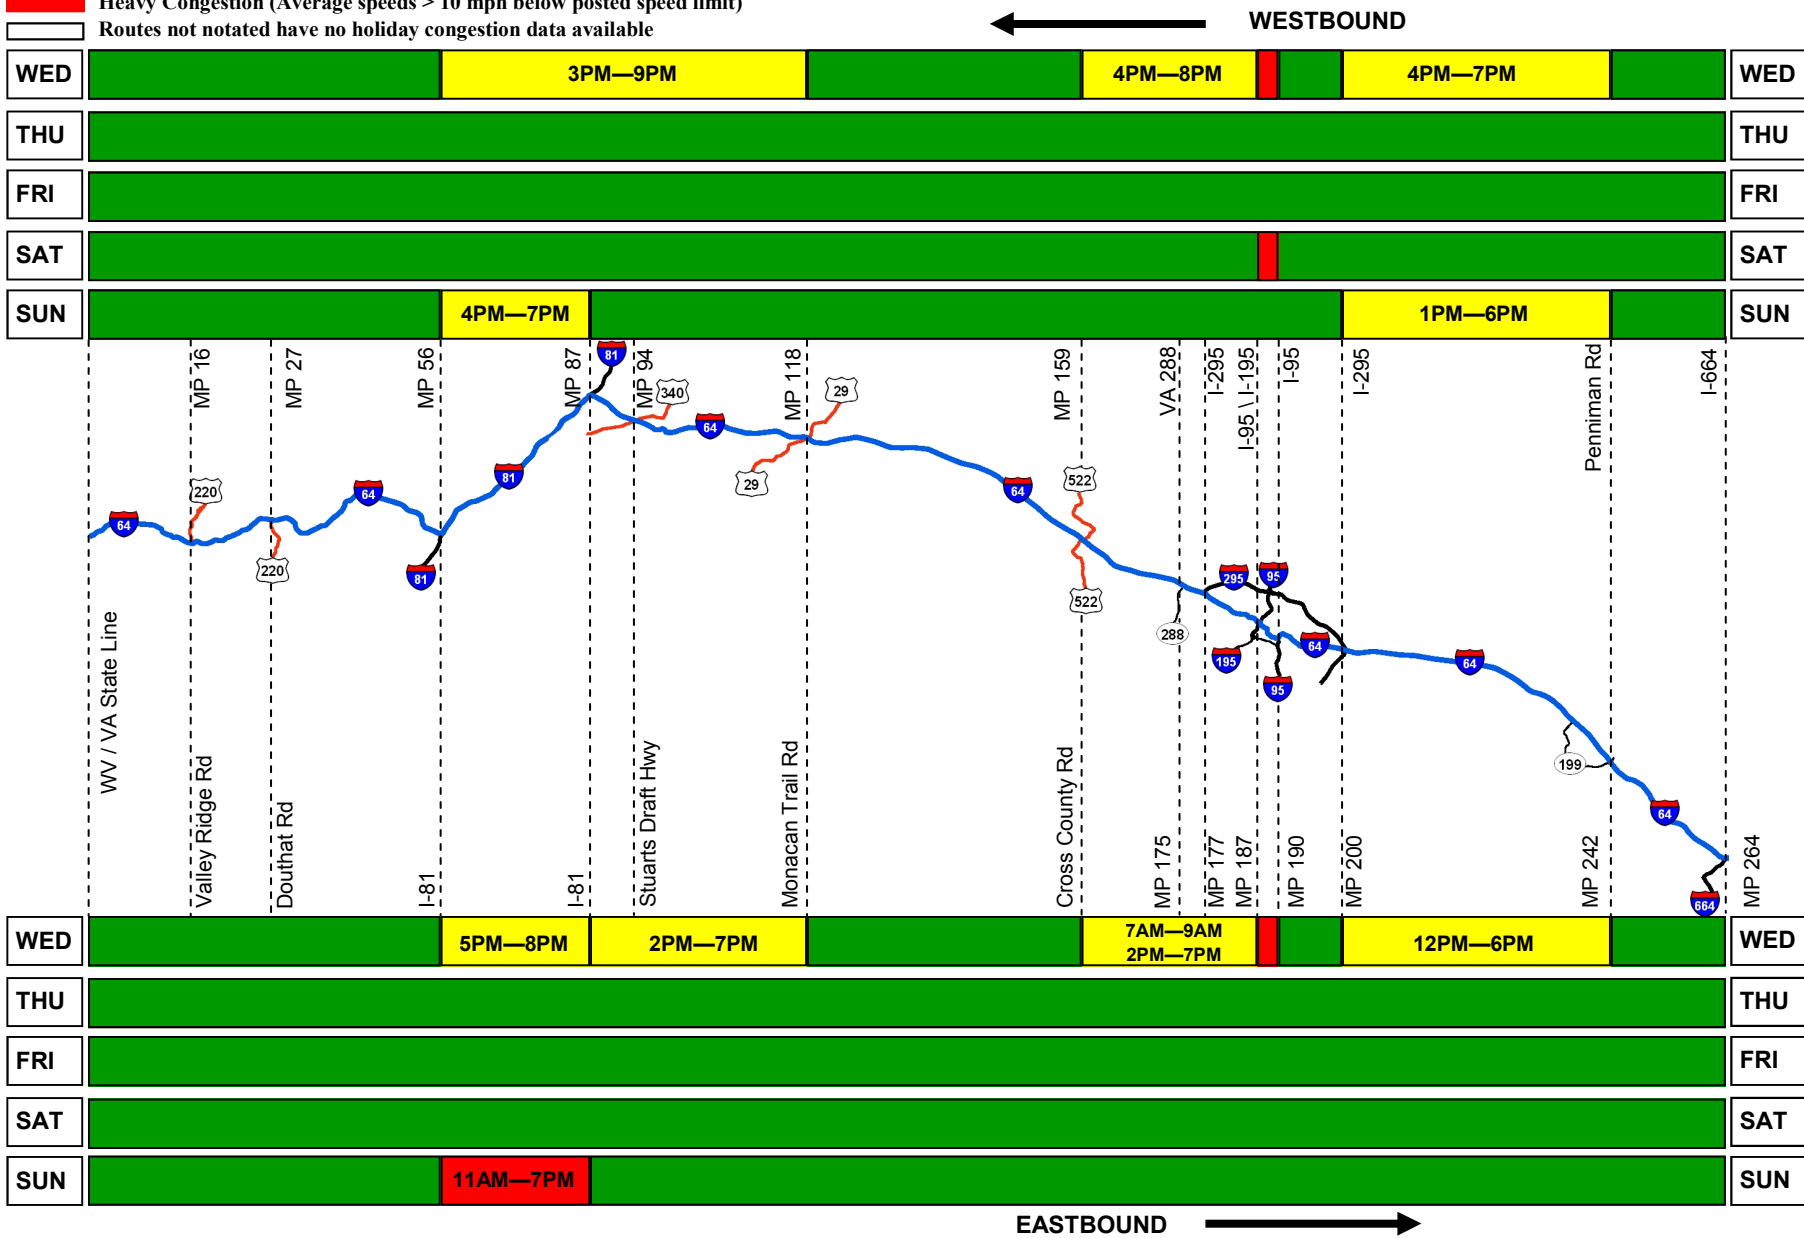 Heavy Congestion (Average speeds > 10 mph below posted speed limit)
Routes not notated have no holiday congestion data available
WESTBOUND
WED 3PM—9PM 4PM—8PM 4PM—7PM WED
THU THU
FRI FRI
SAT SAT
SUN 4PM—7PM 1PM—6PM SUN
MP 16
MP 27
MP 56
MP 87
MP 94
MP 118
MP 159
VA 288
I-295
I-95 \ I-195
I-95
I-295
Penniman Rd
I-664
81
340
29
64
29
81
64
220
64
220
81
64
522
522
295
95
288
195
95
64
64
199
64
664
WV / VA State Line
Valley Ridge Rd
Douthat Rd
I-81
I-81
Stuarts Draft Hwy
Monacan Trail Rd
Cross County Rd
MP 175
MP 177
MP 187
MP 190
MP 200
MP 242
MP 264
WED 5PM—8PM 2PM—7PM 7AM—9AM 12PM—6PM WED
2PM—7PM
THU THU
FRI FRI
SAT SAT
SUN 11AM—7PM SUN
EASTBOUND